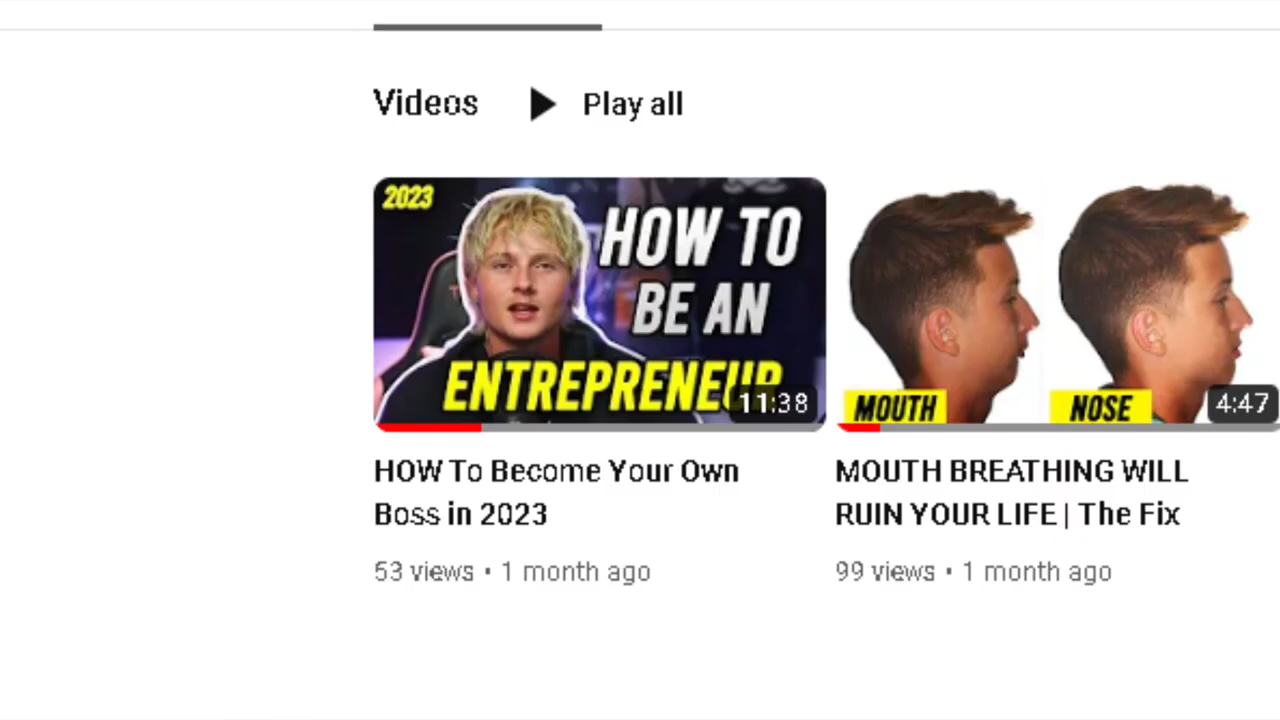 Videos
Play all
2023
HOW TO
BE AN
ENTREPRENEUR
11:38
MOUTH
NOSE
4:47
HOW To Become Your Own
Boss in 2023
53 views • 1 month ago
MOUTH BREATHING WILL
RUIN YOUR LIFE | The Fix
99 views • 1 month ago